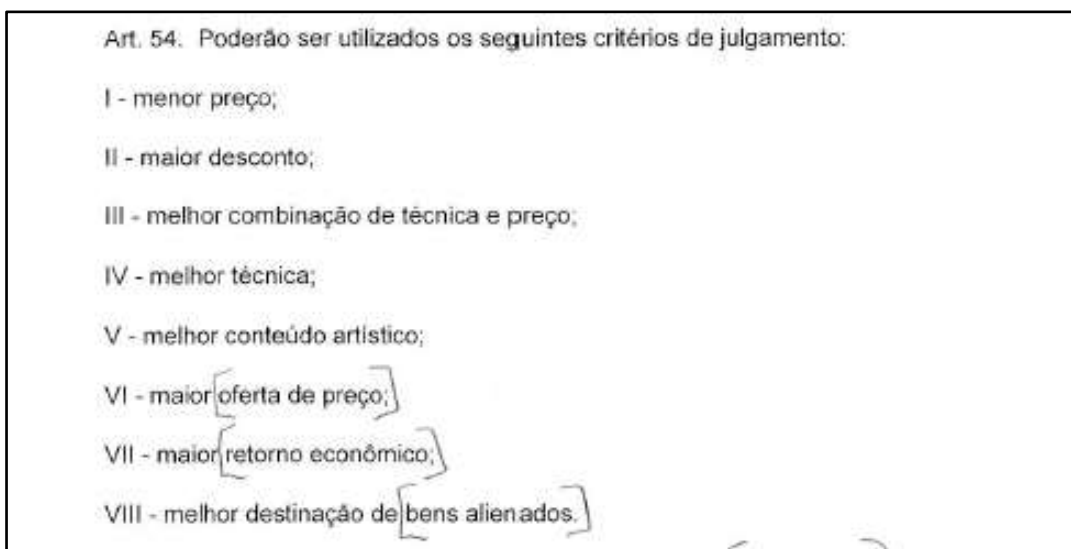 Art. 54. Poderão ser utilizados os seguintes critérios de julgamento:
I - menor preço;
II - maior desconto;
III - melhor combinação de técnica e preço;
IV - melhor técnica;
V - melhor conteúdo artístico;
VI - maior oferta de preço;
VII - maior retorno econômico;
VIII - melhor destinação de bens alienados.